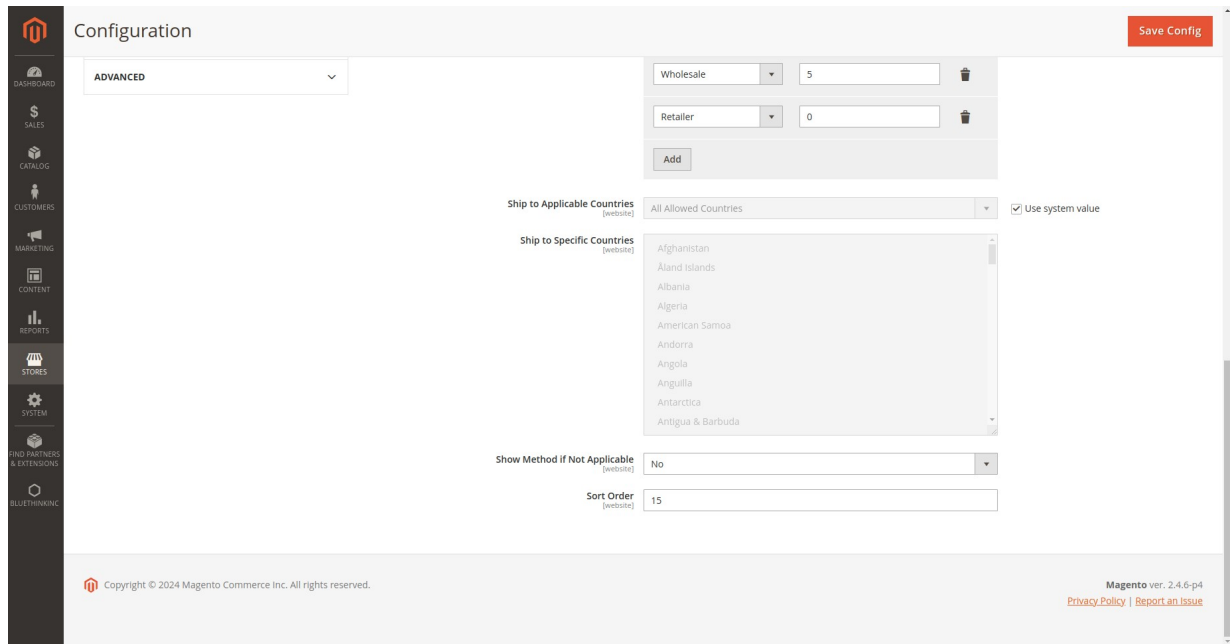 Configuration
Save Config
DASHBOARD
SALES
CATALOG
CUSTOMERS
MARKETING
CONTENT
REPORTS
STORES
SYSTEM
FIND PARTNERS
& EXTENSIONS
BLUETHINKINC
ADVANCED
Wholesale 5
Retailer 0
Add
Ship to Applicable Countries All Allowed Countries Use system value
[website]
Ship to Specific Countries
[website]
Afghanistan
Åland Islands
Albania
Algeria
American Samoa
Andorra
Angola
Anguilla
Antarctica
Antigua & Barbuda
Show Method if Not Applicable No
[website]
Sort Order 15
[website]
Copyright © 2024 Magento Commerce Inc. All rights reserved.
Magento ver. 2.4.6-p4
Privacy Policy | Report an Issue